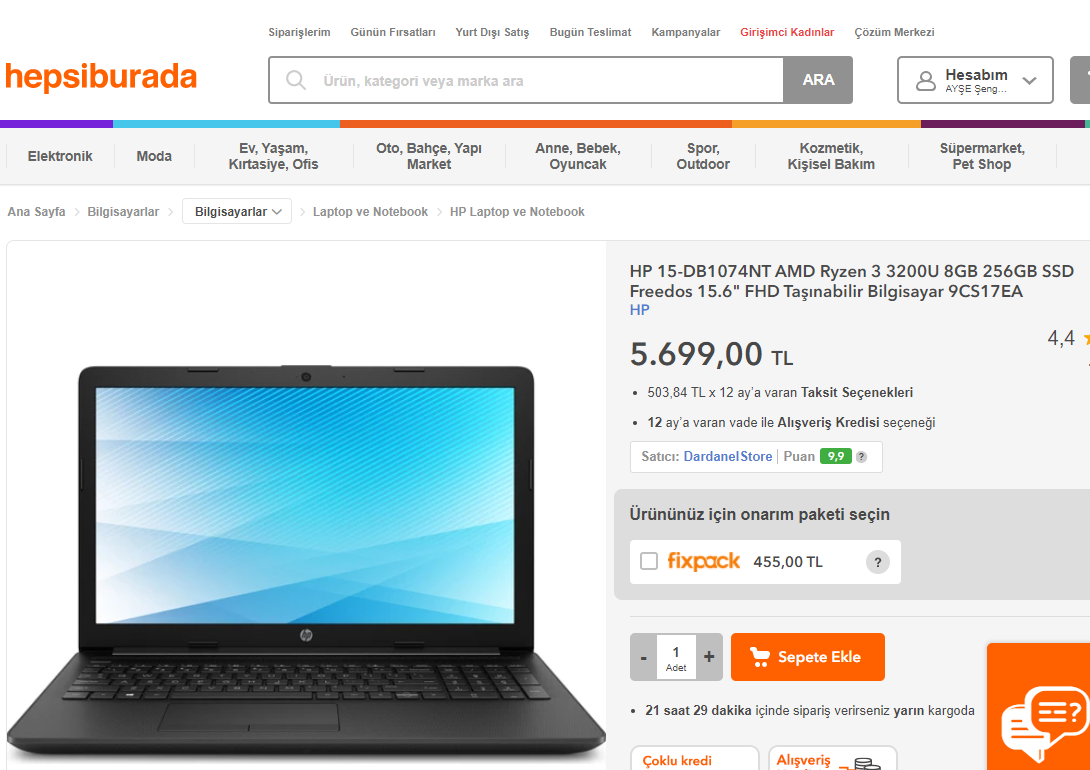 Siparişlerim Günün Fırsatları Yurt Dışı Satış Bugün Teslimat Kampanyalar Girişimci Kadınlar Çözüm Merkezi
hepsiburada
Ürün, kategori veya marka ara
ARA
Hesabım
AYŞE Şeng...
Elektronik
Moda
Ev, Yaşam,
Kırtasiye, Ofis
Oto, Bahçe, Yapı
Market
Anne, Bebek,
Oyuncak
Spor,
Outdoor
Kozmetik,
Kişisel Bakım
Süpermarket,
Pet Shop
Ana Sayfa Bilgisayarlar Bilgisayarlar Laptop ve Notebook HP Laptop ve Notebook
HP 15-DB1074NT AMD Ryzen 3 3200U 8GB 256GB SSD
Freedos 15.6" FHD Taşınabilir Bilgisayar 9CS17EA
HP
4,4
5.699,00 TL
503,84 TL x 12 ay'a varan Taksit Seçenekleri
12 ay'a varan vade ile Alışveriş Kredisi seçeneği
Satıcı: DardanelStore Puan 9,9 ?
Ürününüz için onarım paketi seçin
fixpack 455,00 TL ?
- 1 +
Adet
Sepete Ekle
21 saat 29 dakika içinde sipariş verirseniz yarın kargoda
Çoklu kredi
Alışveriş
hp